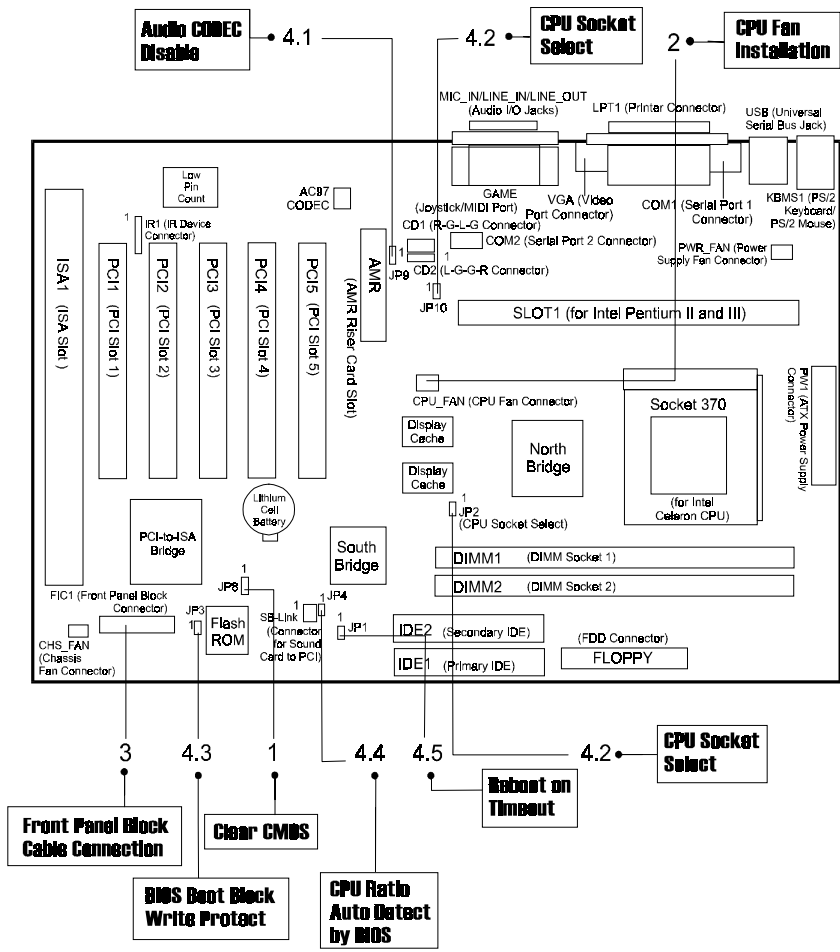 Audio CODEC
Disable
4.1
4.2
CPU Socket
Select
2
CPU Fan
Installation
MIC_IN/LINE_IN/LINE_OUT
(Audio I/O Jacks)
LPT1 (Printer Connector)
USB (Universal
Serial Bus Jack)
Low
Pin
Count
AC97
CODEC
GAME
(Joystick/MIDI Port)
VGA (Video
Port Connector)
COM1 (Serial Port 1
Connector)
KBMS1 (PS/2
Keyboard/
PS/2 Mouse)
1
IR1 (IR Device
Connector)
CD1 (R-G-L-G Connector)
COM2 (Serial Port 2 Connector)
PWR_FAN (Power
Supply Fan Connector)
1
JP9
1
CD2 (L-G-G-R Connector)
1
JP10
ISA1 (ISA Slot )
PCI1 (PCI Slot 1)
PCI2 (PCI Slot 2)
PCI3 (PCI Slot 3)
PCI4 (PCI Slot 4)
PCI5 (PCI Slot 5)
AMR
(AMR Riser Card Slot)
SLOT1 (for Intel Pentium II and III)
CPU_FAN (CPU Fan Connector)
Socket 370
(for Intel
Celeron CPU)
PW1 (ATX Power Supply
Connector)
Display
Cache
Display
Cache
North
Bridge
1
JP2
(CPU Socket Select)
Lithium
Cell
Battery
PCI-to-ISA
Bridge
South
Bridge
DIMM1 (DIMM Socket 1)
DIMM2 (DIMM Socket 2)
1
JP8
FIC1 (Front Panel Block
Connector)
JP3
1
Flash
ROM
1
JP4
SB-Link
(Connector
for Sound
Card to PCI)
1
JP1
IDE2 (Secondary IDE)
IDE1 (Primary IDE)
(FDD Connector)
FLOPPY
CHS_FAN
(Chassis
Fan Connector)
3
4.3
1
4.4
4.5
4.2
CPU Socket
Select
Reboot on
Timeout
Front Panel Block
Cable Connection
Clear CMOS
BIOS Boot Block
Write Protect
CPU Ratio
Auto Detect
by BIOS